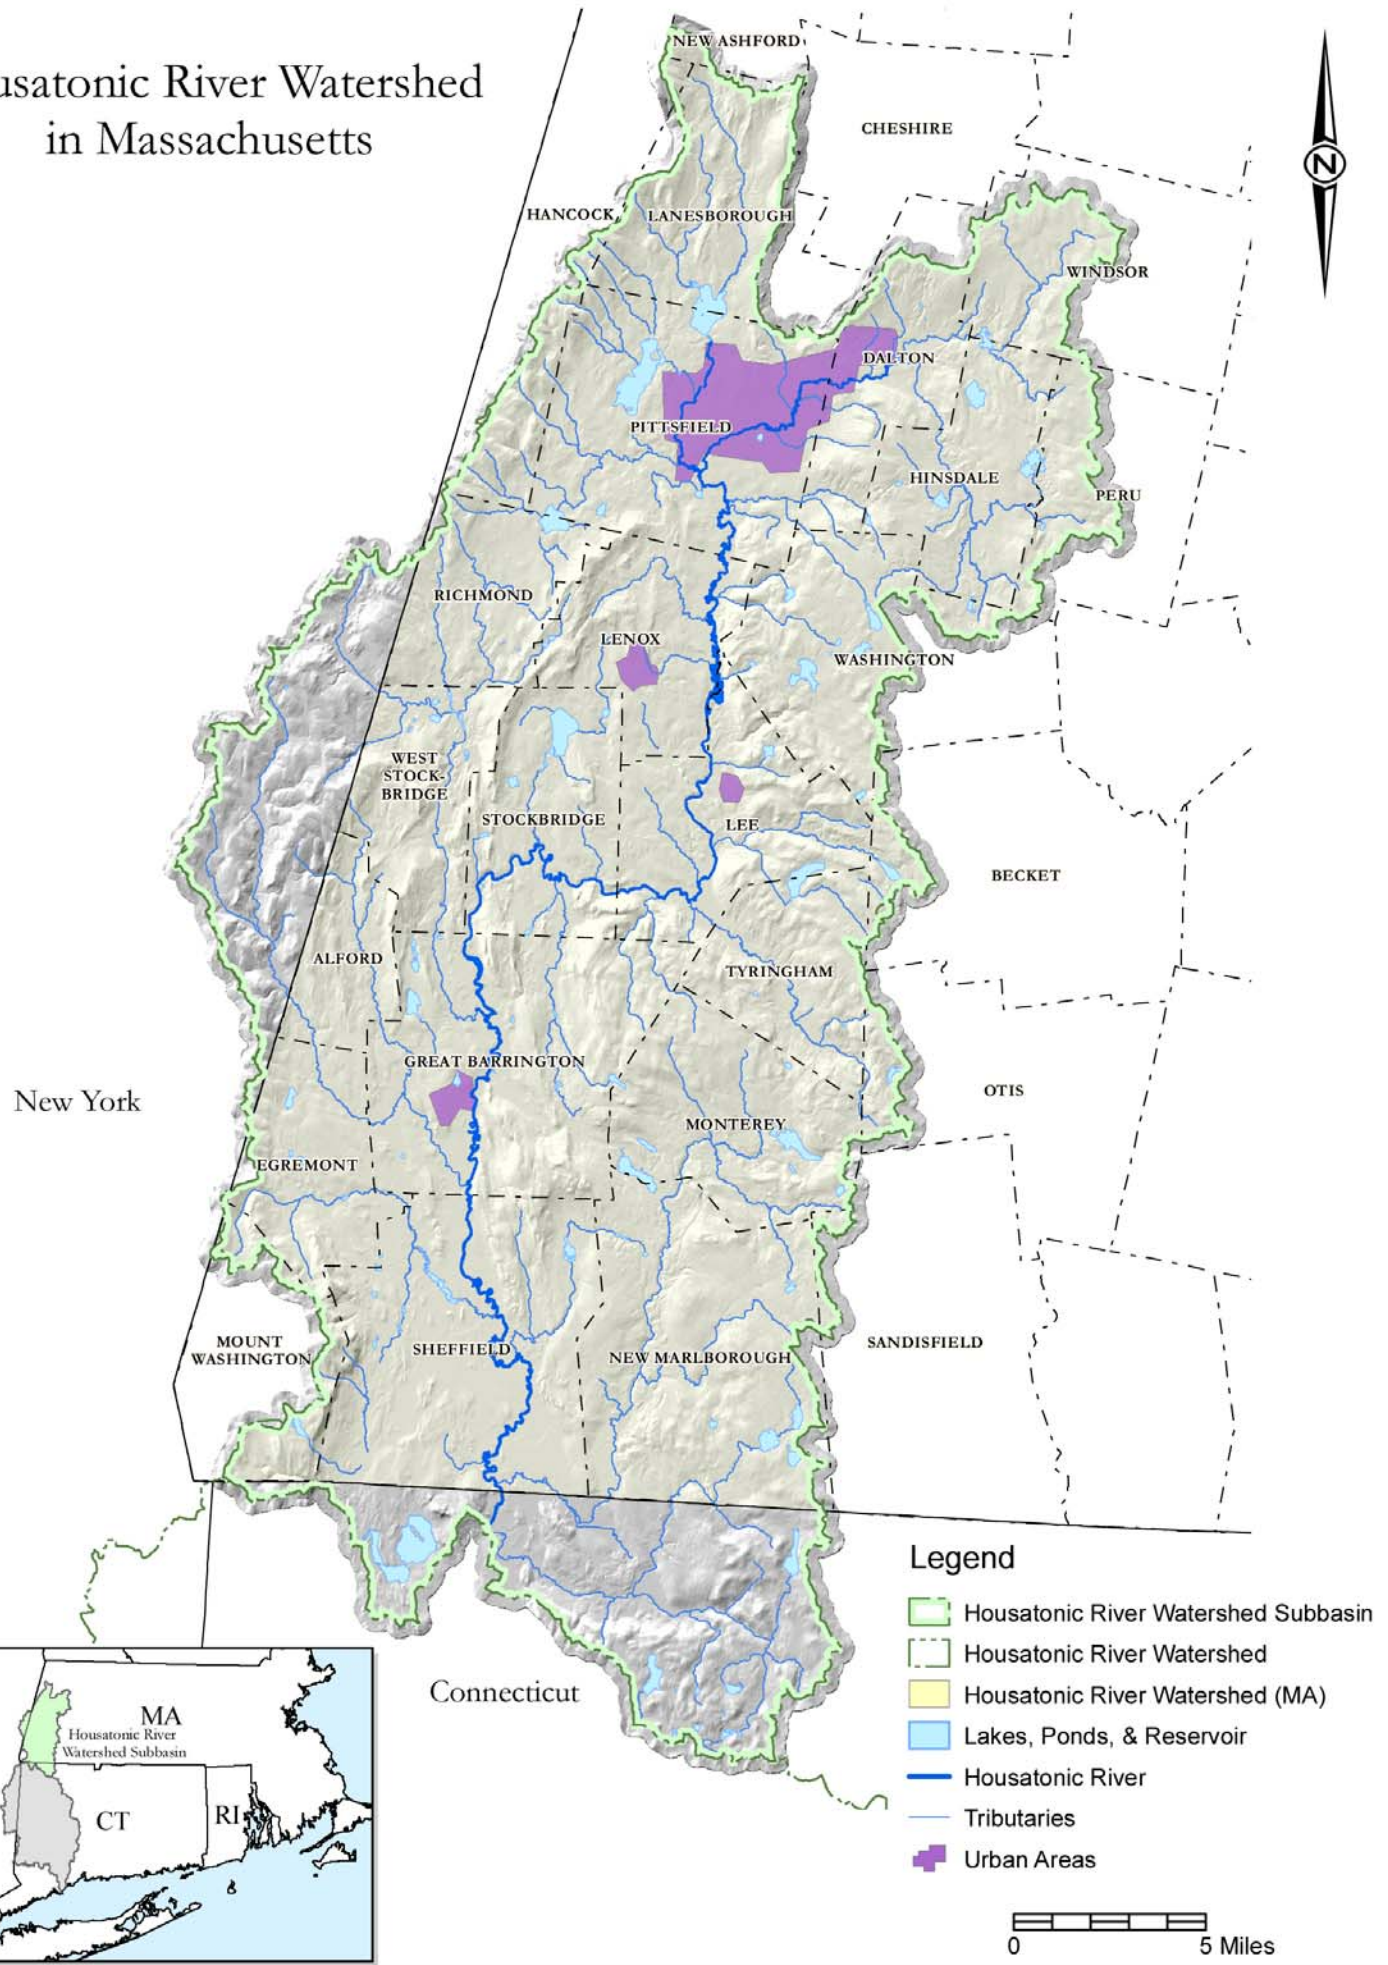 usatonic River Watershed
in Massachusetts
NEW ASHFORD
N
CHESHIRE
HANCOCK
LANESBOROUGH
WINDSOR
DALTON
PITTSFIELD
HINSDALE
PERU
RICHMOND
LENOX
WASHINGTON
WEST
STOCK-
BRIDGE
STOCKBRIDGE
LEE
BECKET
ALFORD
TYRINGHAM
GREAT BARRINGTON
New York
OTIS
MONTEREY
EGREMONT
MOUNT
WASHINGTON
SHEFFIELD
NEW MARLBOROUGH
SANDISFIELD
Connecticut
Legend
Housatonic River Watershed Subbasin
Housatonic River Watershed
Housatonic River Watershed (MA)
Lakes, Ponds, & Reservoir
Housatonic River
Tributaries
Urban Areas
0 5 Miles
MA
Housatonic River
Watershed Subbasin
CT
RI